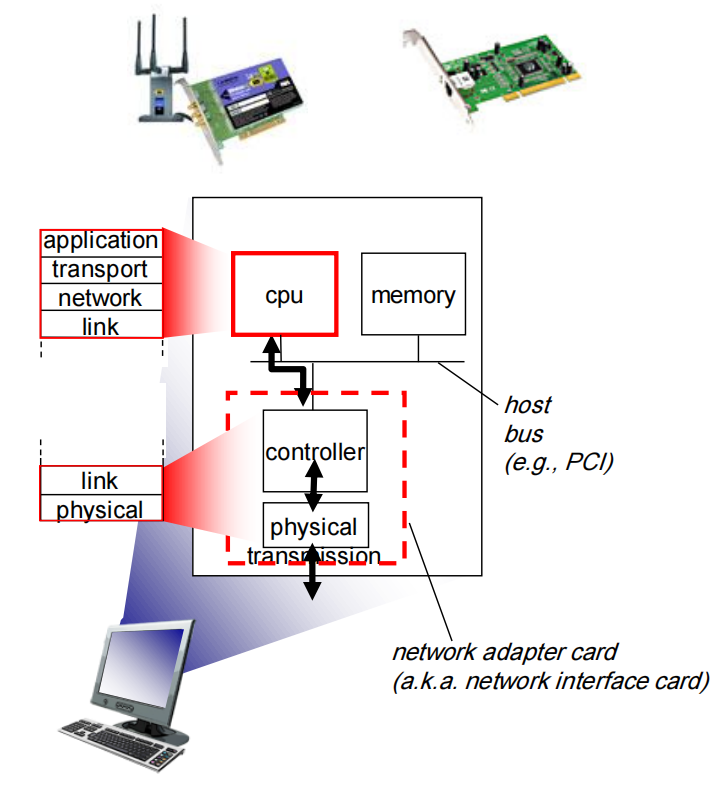 application
transport
network
link
cpu
memory
host
bus
(e.g., PCI)
controller
link
physical
physical
transmission
network adapter card
(a.k.a. network interface card)